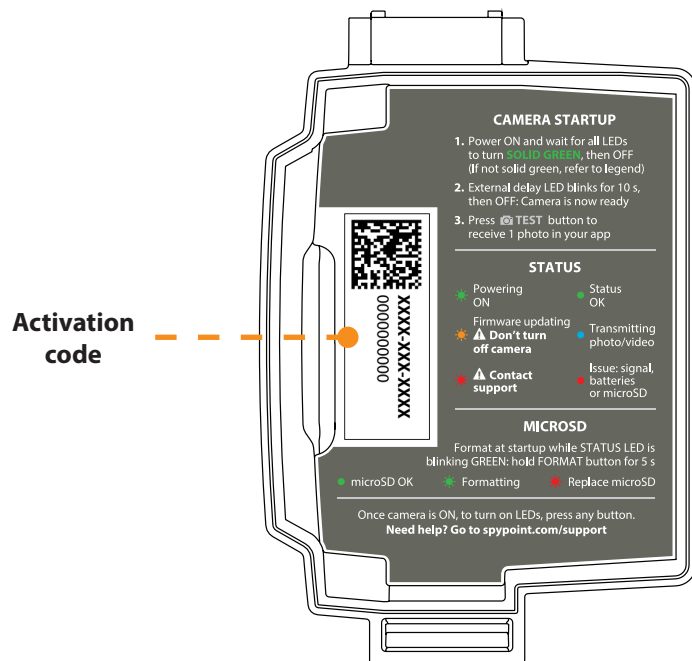 CAMERA STARTUP
1. Power ON and wait for all LEDs
to turn SOLID GREEN, then OFF
(If not solid green, refer to legend)
2. External delay LED blinks for 10 s,
then OFF: Camera is now ready
3. Press TEST button to
receive 1 photo in your app
Activation
code
XXXX-XXX-XXXX
0000000000
STATUS
Powering
ON
Status
OK
Firmware updating
Don't turn
off camera
Transmitting
photo/video
Contact
support
Issue: signal,
batteries
or microSD
MICROSD
Format at startup while STATUS LED is
blinking GREEN: hold FORMAT button for 5 s
microSD OK
Formatting
Replace microSD
Once camera is ON, to turn on LEDs, press any button.
Need help? Go to spypoint.com/support